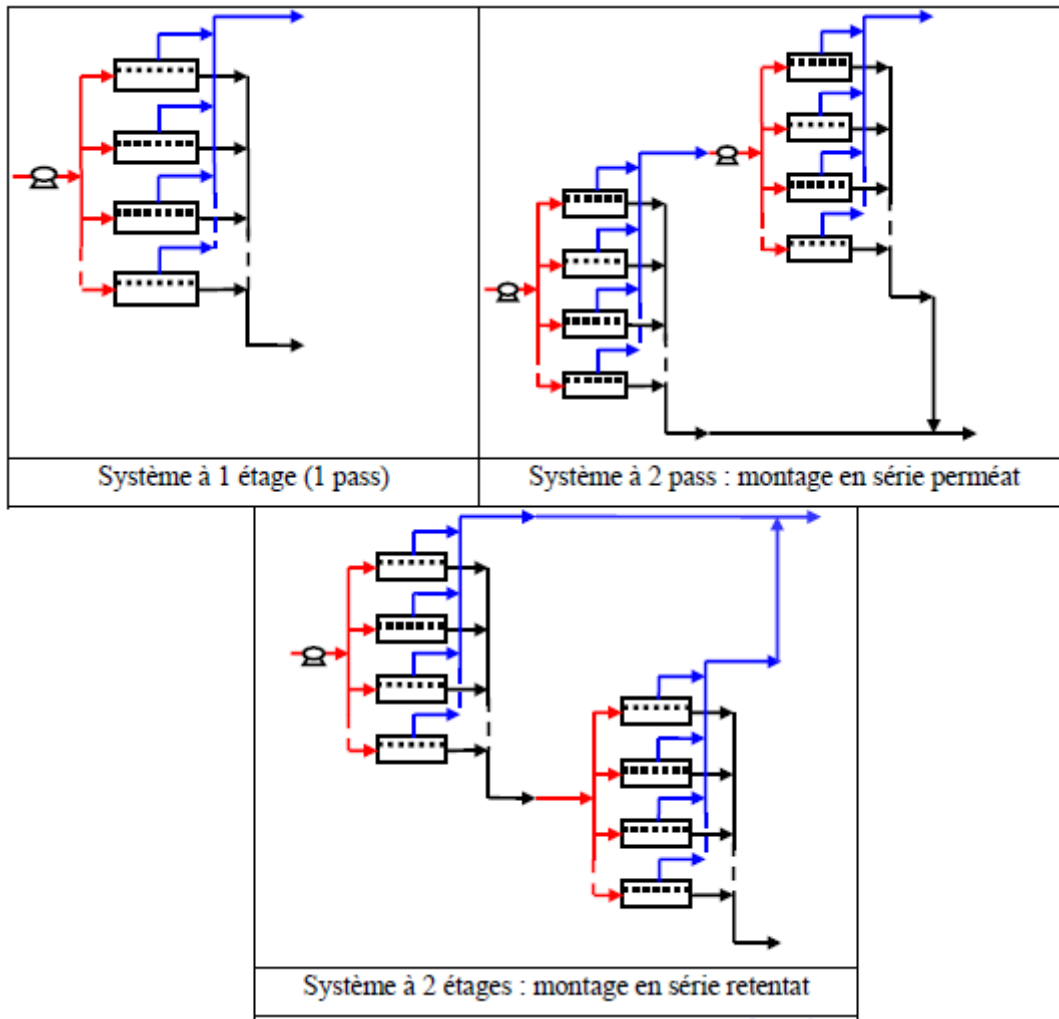 Système à 1 étage (1 pass)
Système à 2 pass : montage en série perméat
Système à 2 étages : montage en série retentat